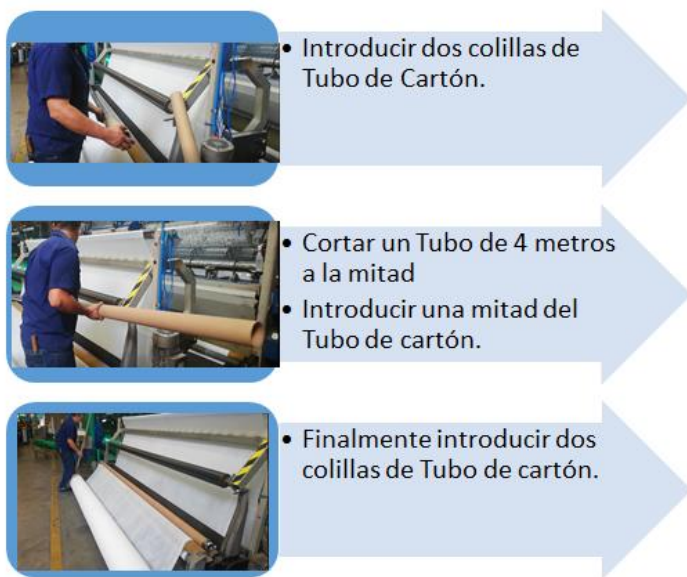 • Introducir dos colillas de
Tubo de Cartón.
• Cortar un Tubo de 4 metros
a la mitad
• Introducir una mitad del
Tubo de cartón.
• Finalmente introducir dos
colillas de Tubo de cartón.